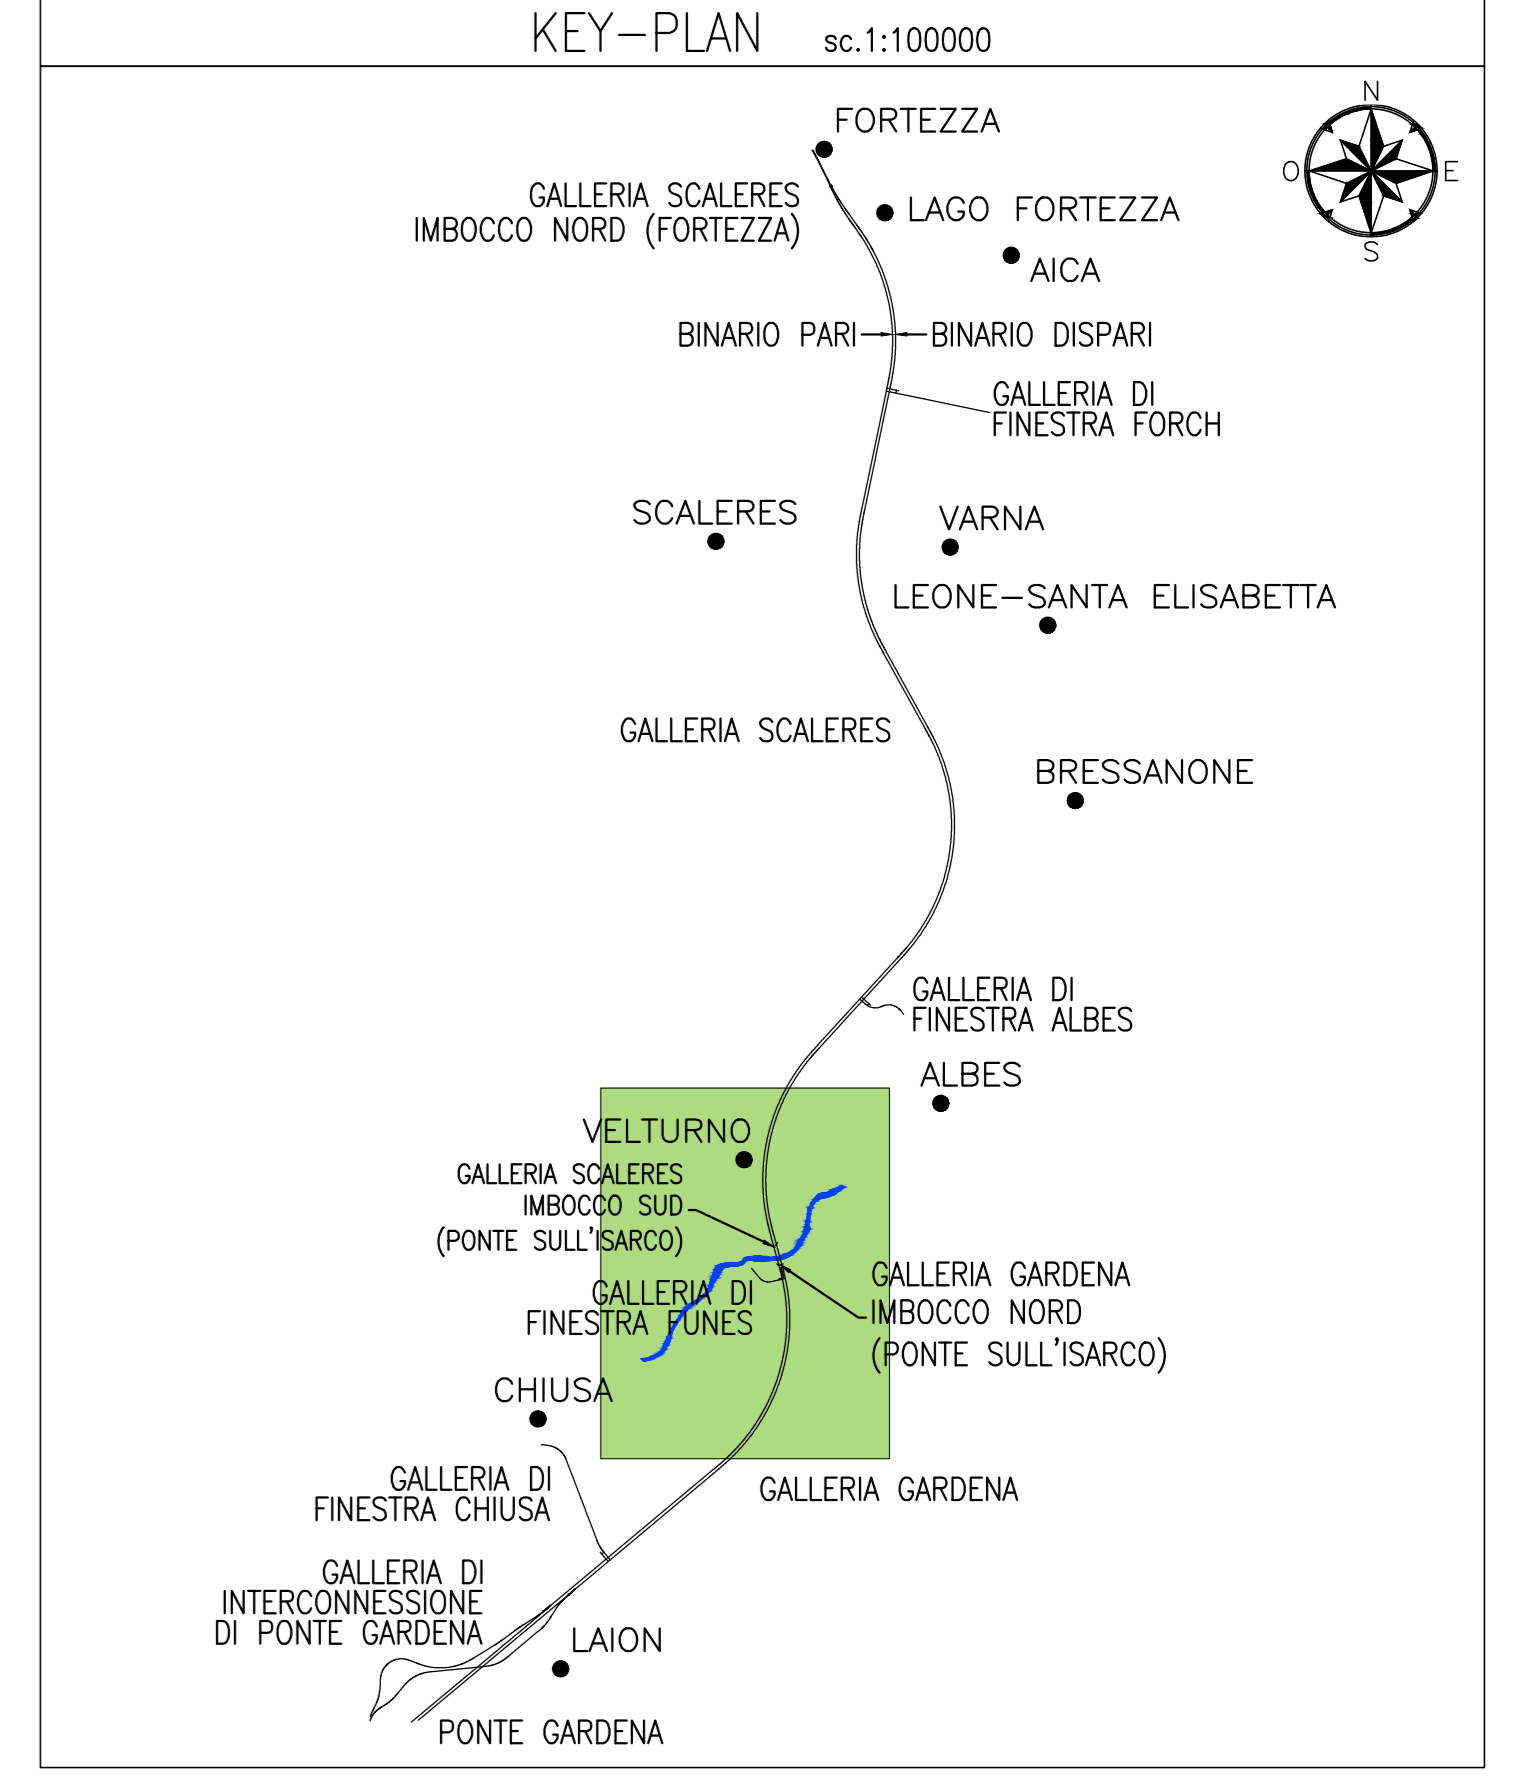 KEY-PLAN sc.1:100000
N
O
E
S
FORTEZZA
GALLERIA SCALERES
IMBOCCO NORD (FORTEZZA)
LAGO FORTEZZA
AICA
BINARIO PARI
BINARIO DISPARI
GALLERIA DI
FINESTRA FORCH
SCALERES
VARNA
LEONE-SANTA ELISABETTA
GALLERIA SCALERES
BRESSANONE
GALLERIA DI
FINESTRA ALBES
ALBES
VELTURNO
GALLERIA SCALERES
IMBOCCO SUD
(PONTE SULL'ISARCO)
GALLERIA DI
FINESTRA FUNES
GALLERIA GARDENA
IMBOCCO NORD
(PONTE SULL'ISARCO)
CHIUSA
GALLERIA DI
FINESTRA CHIUSA
GALLERIA GARDENA
GALLERIA DI
INTERCONNESSIONE
DI PONTE GARDENA
LAION
PONTE GARDENA